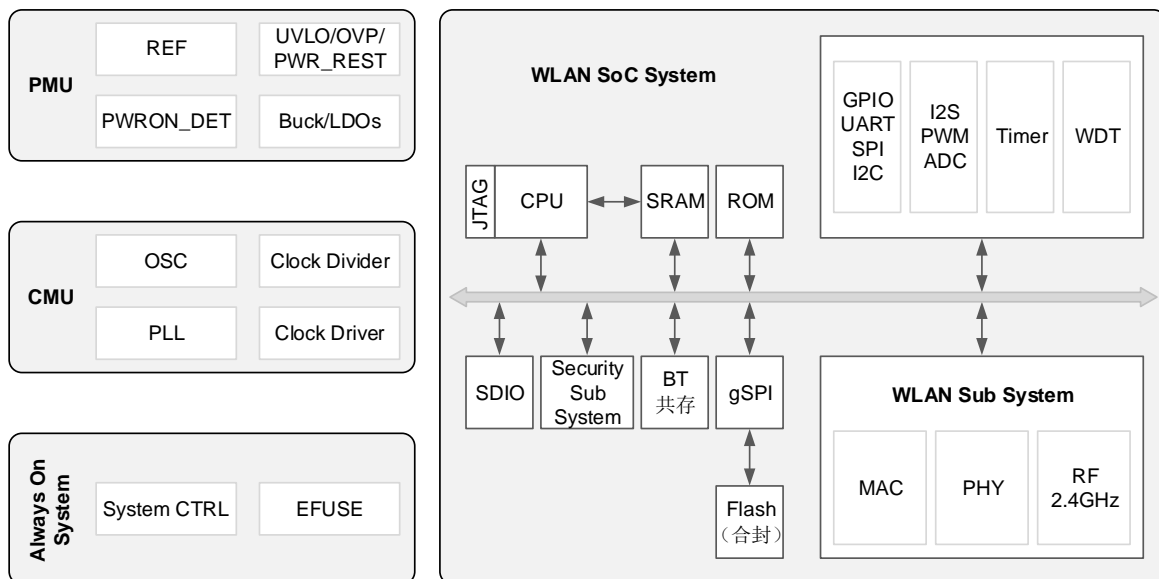 PMU
REF
UVLO/OVP/
PWR_REST
PWRON_DET
Buck/LDOs
CMU
OSC
Clock Divider
PLL
Clock Driver
Always On
System
System CTRL
EFUSE
WLAN SoC System
JTAG
CPU
SRAM
ROM
GPIO
UART
SPI
I2C
I2S
PWM
ADC
Timer
WDT
SDIO
Security
Sub
System
BT
共存
gSPI
Flash
（合封）
WLAN Sub System
MAC
PHY
RF
2.4GHz